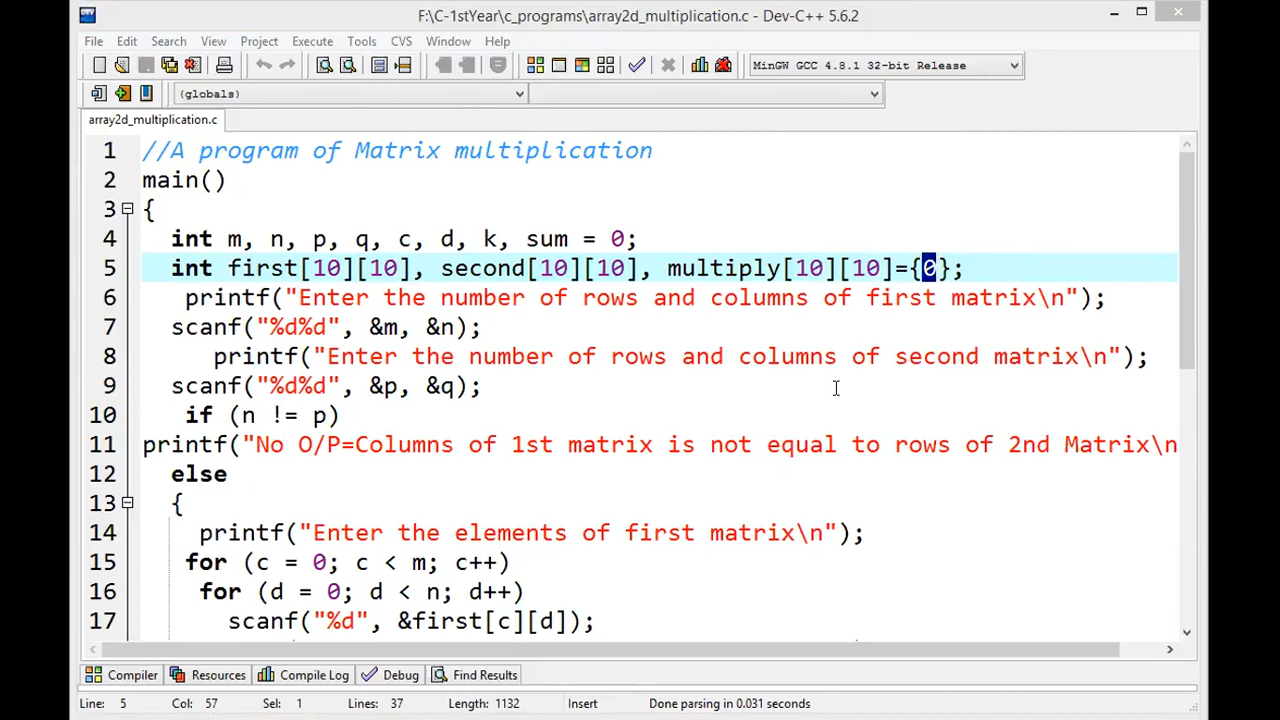 F:\C-1stYear\c_programs\array2d_multiplication.c - Dev-C++ 5.6.2
File Edit Search View Project Execute Tools CVS Window Help
MinGW GCC 4.8.1 32-bit Release
(globals)
array2d_multiplication.c
1 //A program of Matrix multiplication
2 main()
3 {
4 int m, n, p, q, c, d, k, sum = 0;
5 int first[10][10], second[10][10], multiply[10][10]={0};
6 printf("Enter the number of rows and columns of first matrix\n");
7 scanf("%d%d", &m, &n);
8 printf("Enter the number of rows and columns of second matrix\n");
9 scanf("%d%d", &p, &q);
10 if (n != p)
11 printf("No O/P=Columns of 1st matrix is not equal to rows of 2nd Matrix\n
12 else
13 {
14 printf("Enter the elements of first matrix\n");
15 for (c = 0; c < m; c++)
16 for (d = 0; d < n; d++)
17 scanf("%d", &first[c][d]);
Compiler Resources Compile Log Debug Find Results
Line: 5 Col: 57 Sel: 1 Lines: 37 Length: 1132 Insert Done parsing in 0.031 seconds